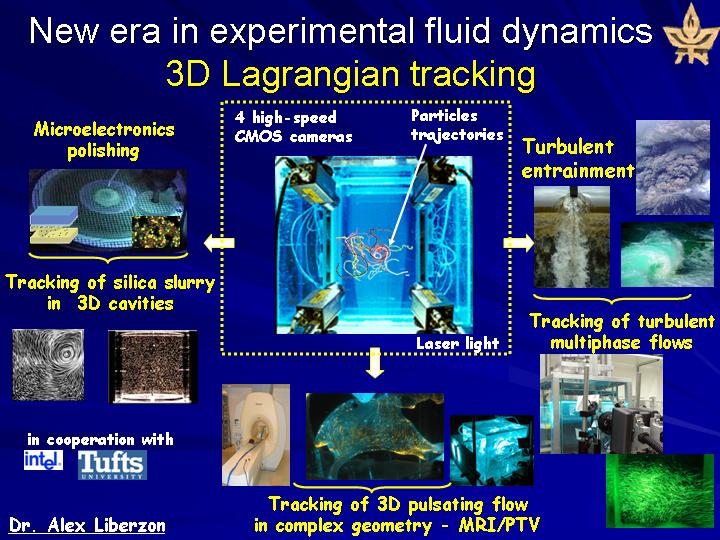 New era in experimental fluid dynamics
3D Lagrangian tracking
4 high-speed
CMOS cameras
Particles
trajectories
Laser light
Microelectronics
polishing
Tracking of silica slurry
in 3D cavities
in cooperation with
intel
Tufts
UNIVERSITY
Dr. Alex Liberzon
Turbulent
entrainment
Tracking of turbulent
multiphase flows
Tracking of 3D pulsating flow
in complex geometry - MRI/PTV